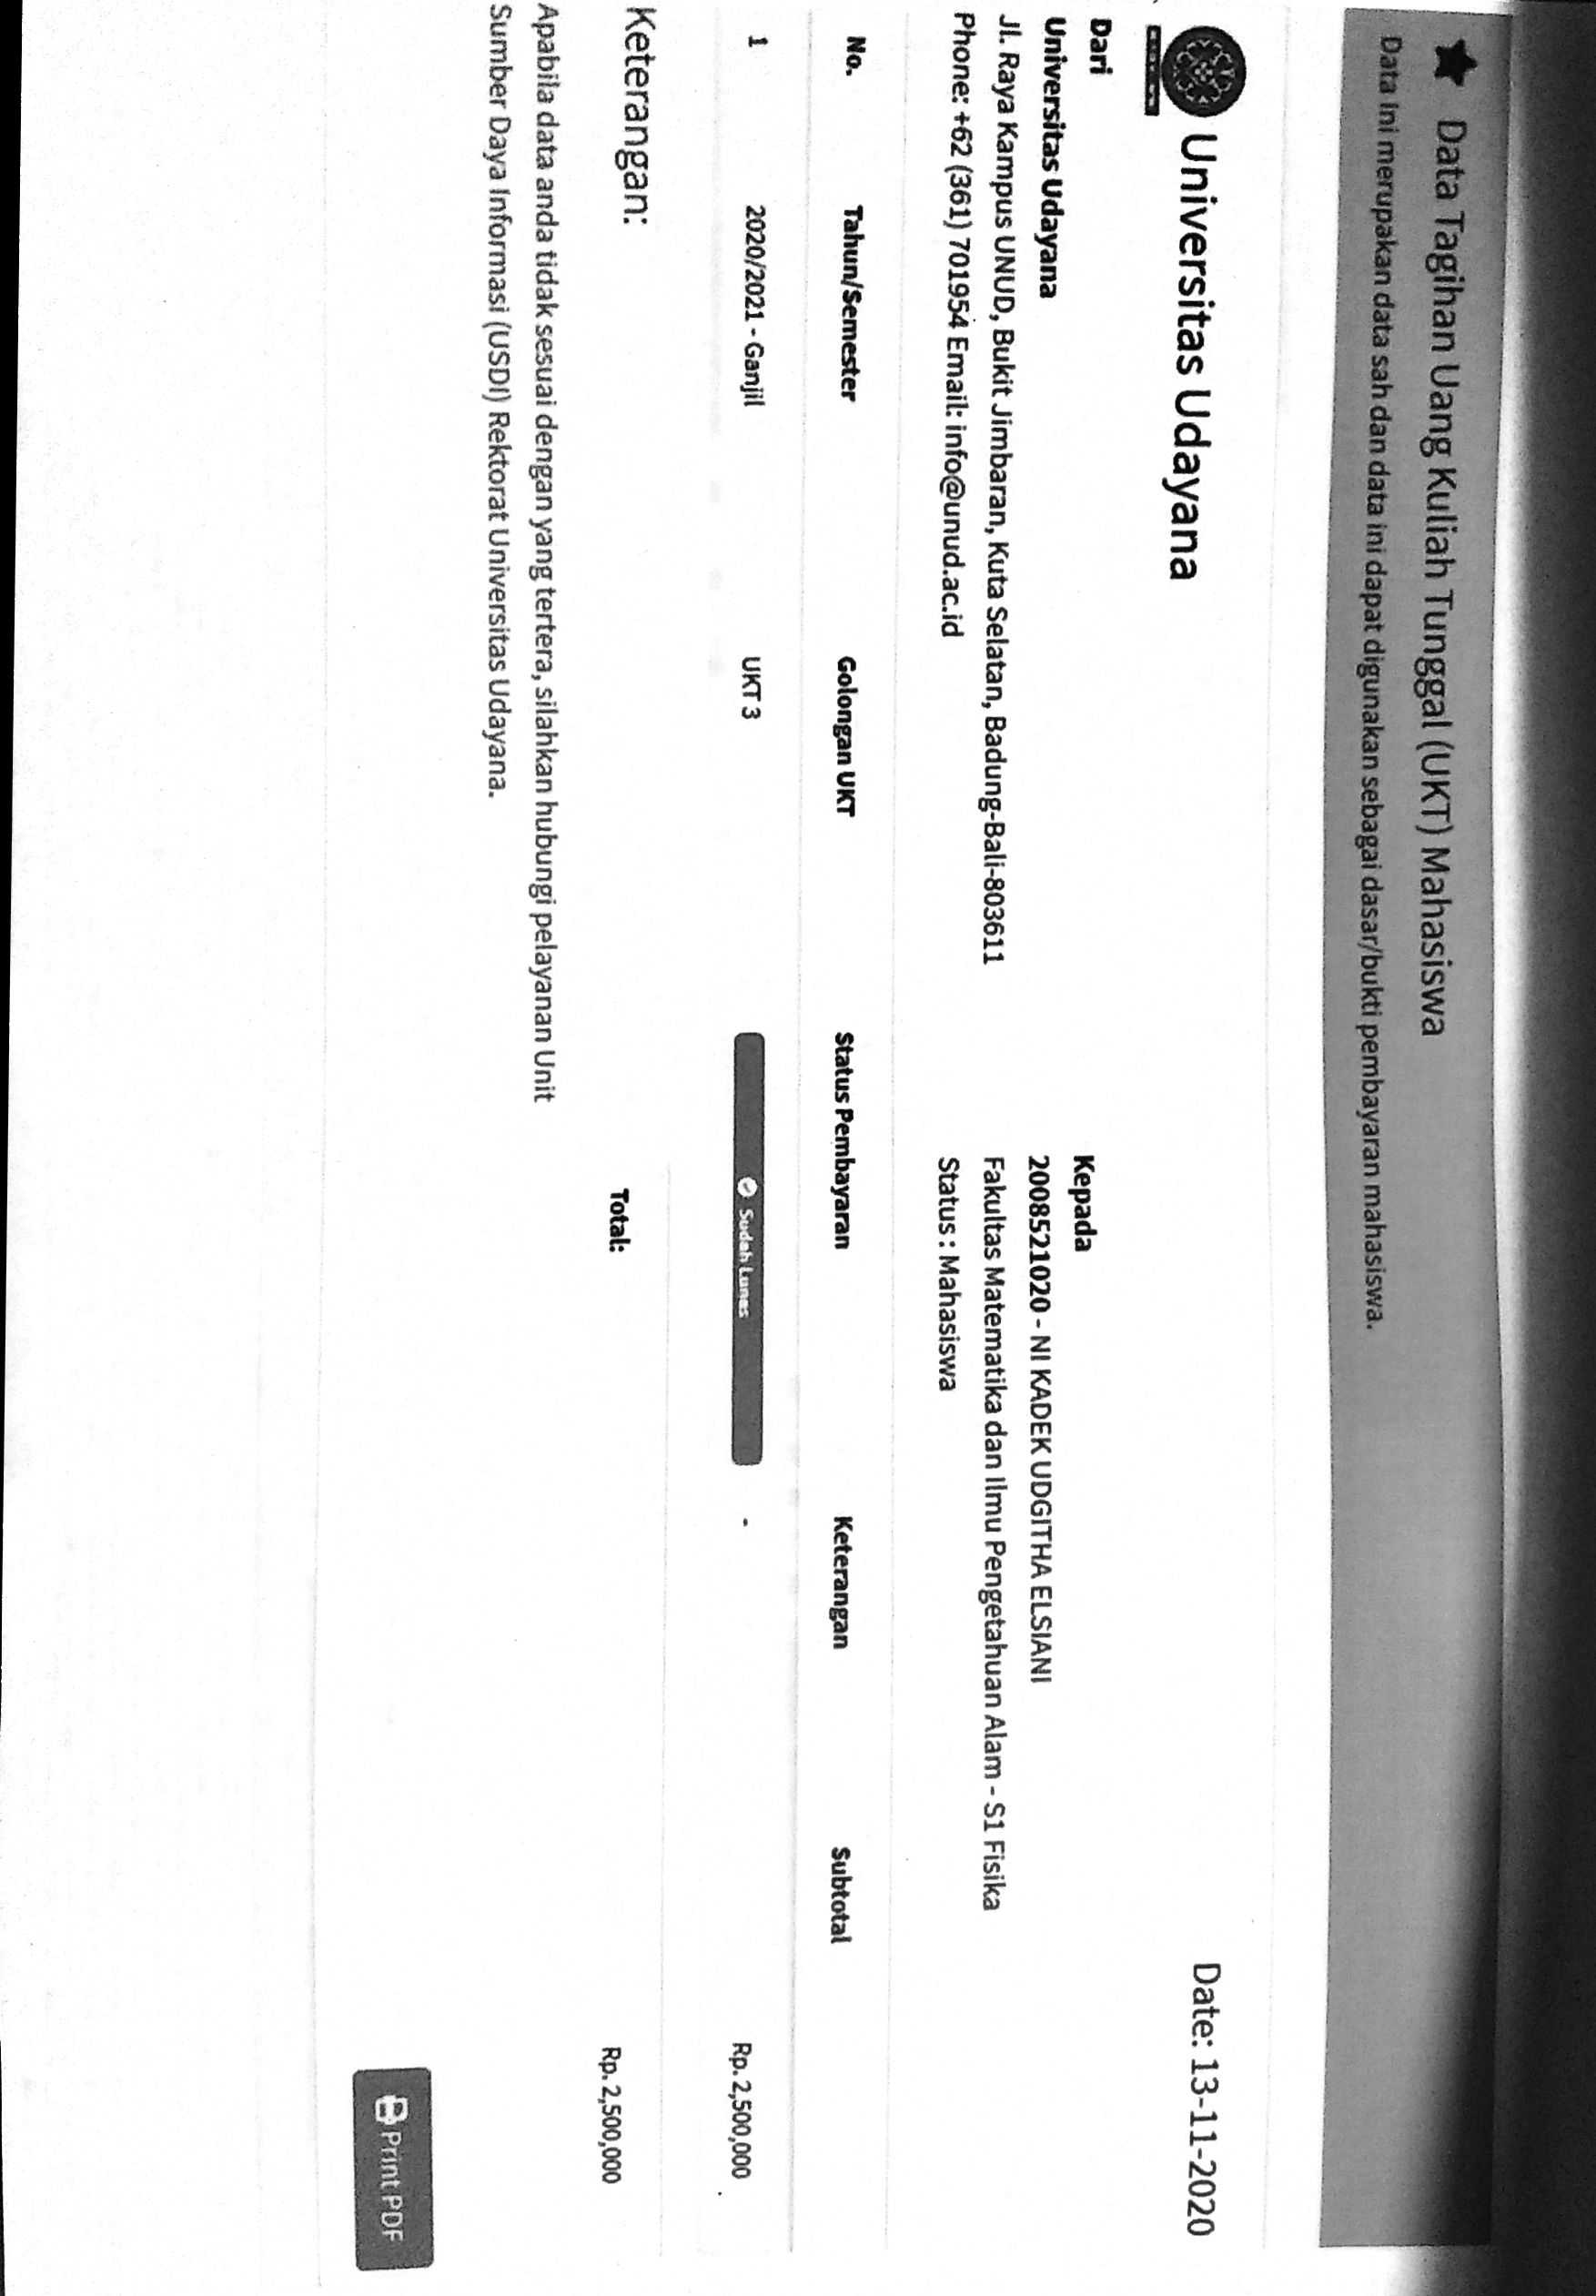 Data Tagihan Uang Kuliah Tunggal (UKT) Mahasiswa
Data ini merupakan data sah dan data ini dapat digunakan sebagai dasar/bukti pembayaran mahasiswa.
Universitas Udayana
Date: 13-11-2020
Dari
Universitas Udayana
Jl. Raya Kampus UNUD, Bukit Jimbaran, Kuta Selatan, Badung-Bali-803611
Phone: +62 (361) 701954 Email: info@unud.ac.id
Kepada
2008521020 - NI KADEK UDGITHA ELSIANI
Fakultas Matematika dan Ilmu Pengetahuan Alam - S1 Fisika
Status : Mahasiswa
No. Tahun/Semester Golongan UKT Status Pembayaran Keterangan Subtotal
1 2020/2021 - Ganjil UKT 3 Sudah Lunas - Rp. 2,500,000
Total: Rp. 2,500,000
Keterangan:
Apabila data anda tidak sesuai dengan yang tertera, silahkan hubungi pelayanan Unit
Sumber Daya Informasi (USDI) Rektorat Universitas Udayana.
Print PDF